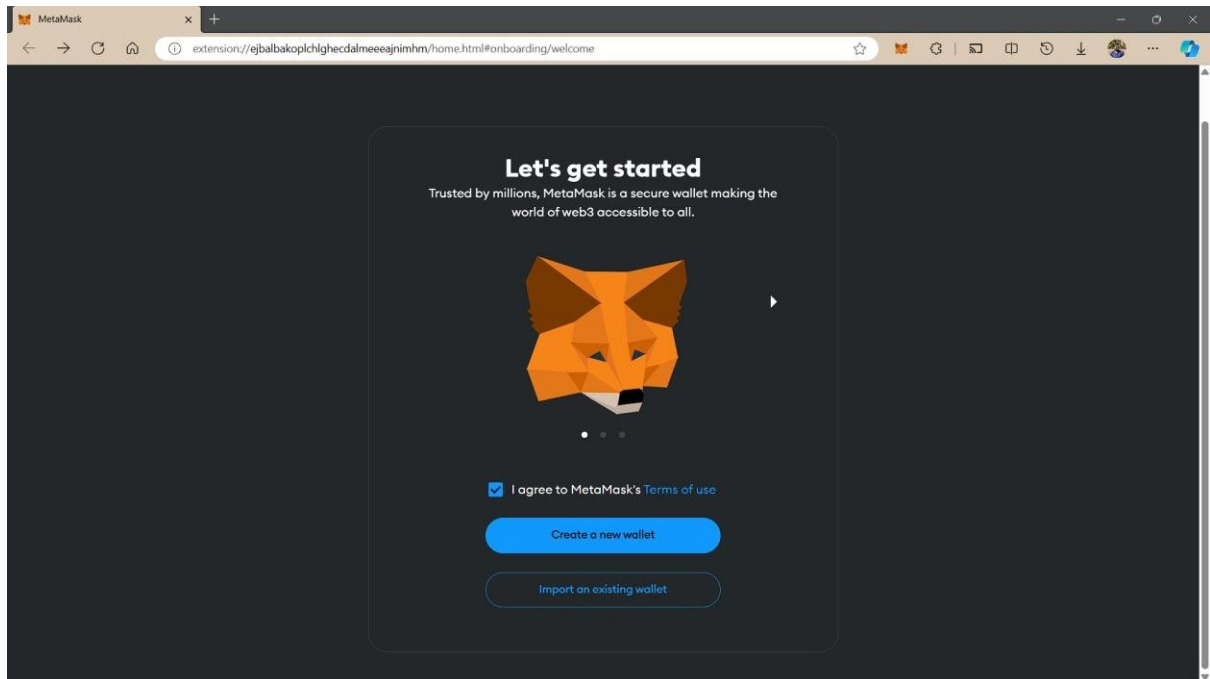 MetaMask
extension://ejbalbakoplchlghecdalmeeeajnimhm/home.html#onboarding/welcome
Let's get started
Trusted by millions, MetaMask is a secure wallet making the
world of web3 accessible to all.
I agree to MetaMask's Terms of use
Create a new wallet
Import an existing wallet